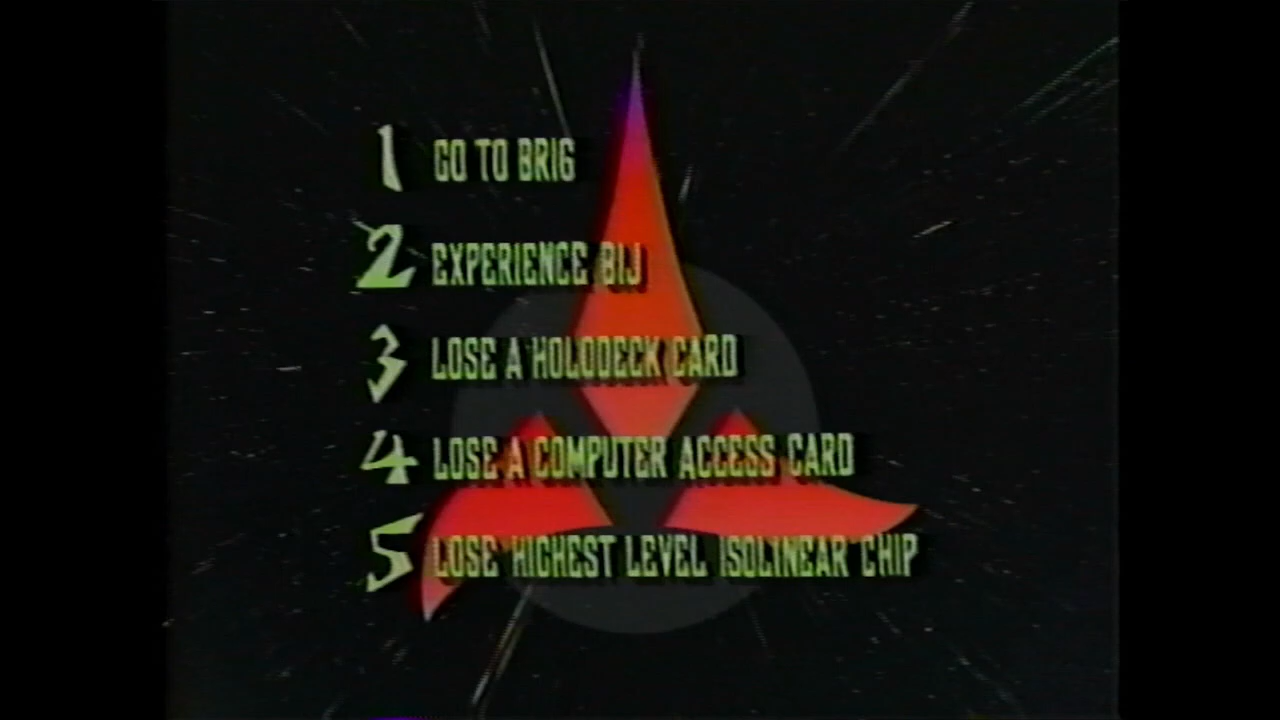 1 GO TO BRIG
2 EXPERIENCE BIJ
3 LOSE A HOLODECK CARD
4 LOSE A COMPUTER ACCESS CARD
5 LOSE HIGHEST LEVEL ISOLINEAR CHIP